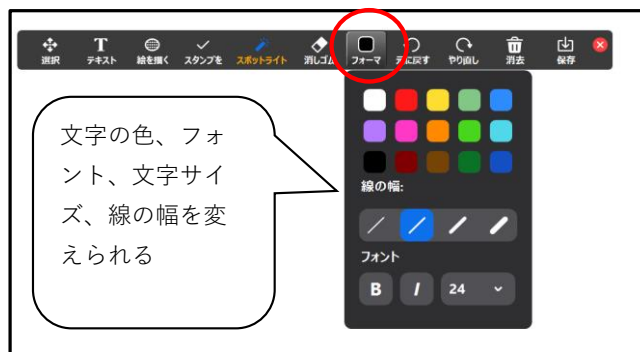 選択 テキスト 絵を描く スタンプを スポットライト 消しゴム フォーマ 元に戻す やり直し 消去 保存
文字の色、フォ
ント、文字サイ
ズ、線の幅を変
えられる
線の幅:
フォント
B I 24